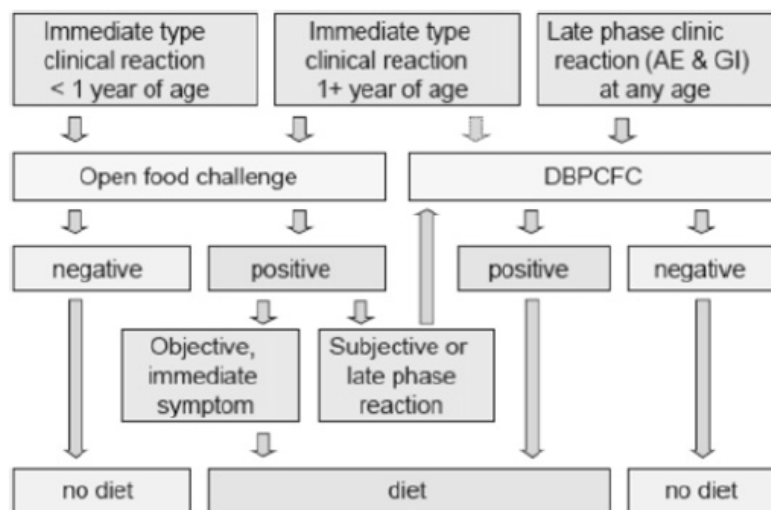 Immediate type
clinical reaction
< 1 year of age
Immediate type
clinical reaction
1+ year of age
Late phase clinic
reaction (AE & GI)
at any age
Open food challenge
DBPCFC
negative
positive
positive
negative
Objective,
immediate
symptom
Subjective or
late phase
reaction
no diet
diet
no diet